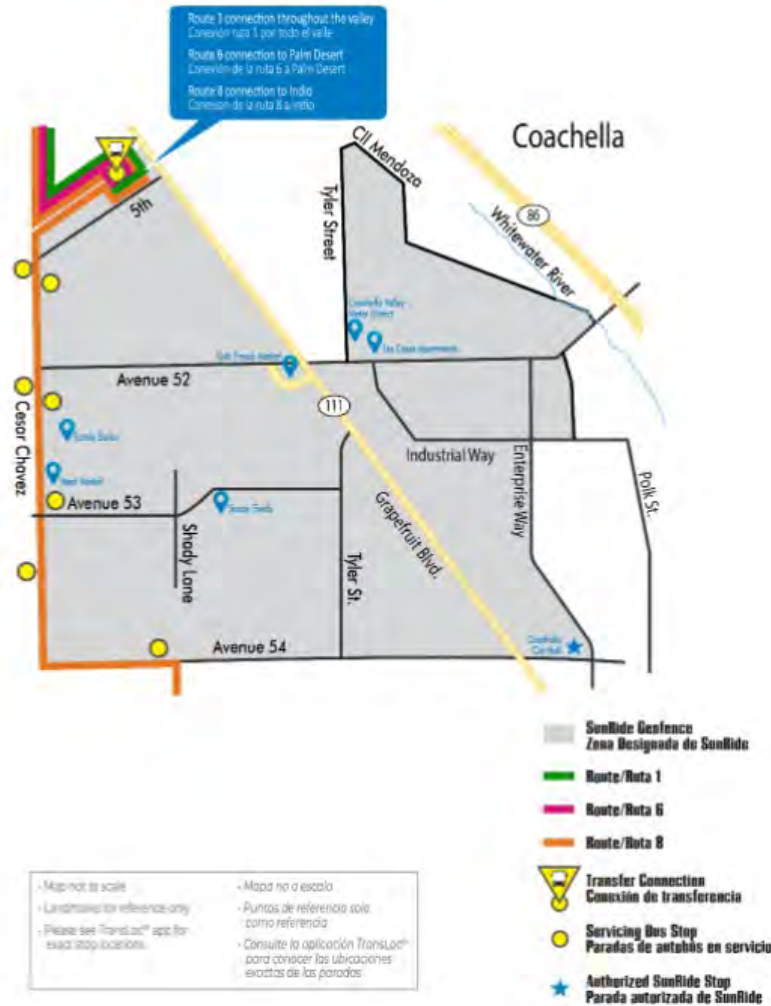 Route 1 connection throughout the valley
Conexión ruta 1 por todo el valle
Route 6 connection to Palm Desert
Conexión de la ruta 6 a Palm Desert
Route 8 connection to Indio
Conexión de la ruta 8 a Indio
Coachella
Cll Mendoza
86
Whitewater River
5th
Tyler Street
Coachella Valley
Water District
Avenue 52
111
Cesar Chavez
Industrial Way
Enterprise Way
Polk St.
Avenue 53
Shady Lane
Grapefruit Blvd.
Tyler St.
Avenue 54
Coachella
SunRide Geofence
Zona Designada de SunRide
Route/Ruta 1
Route/Ruta 6
Route/Ruta 8
Transfer Connection
Conexión de transferencia
Servicing Bus Stop
Paradas de autobús en servicio
Authorized SunRide Stop
Parada autorizada de SunRide
- Map not to scale
- Landmarks for reference only
- Please see TransLoc® app for
exact stop locations.
- Mapa no a escala
- Puntos de referencia solo
como referencia
- Consulte la aplicación TransLoc®
para conocer las ubicaciones
exactas de las paradas